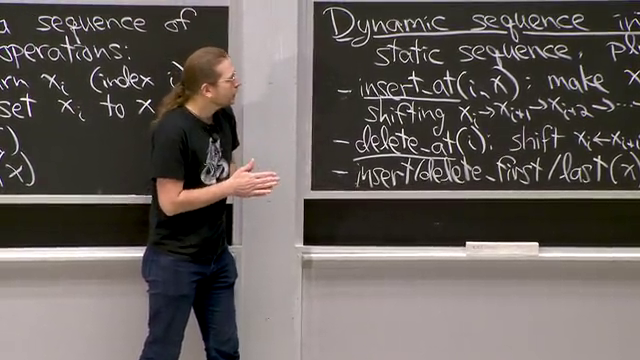 a sequence of
operations:
xᵢ (index i)
set xᵢ to x
(x)
Dynamic sequence
static sequence,
- insert_at(i,x): make x
shifting xᵢ→xᵢ₊₁→xᵢ₊₂→...
- delete_at(i): shift xᵢ←xᵢ₊₁
- insert/delete_first/last(x)